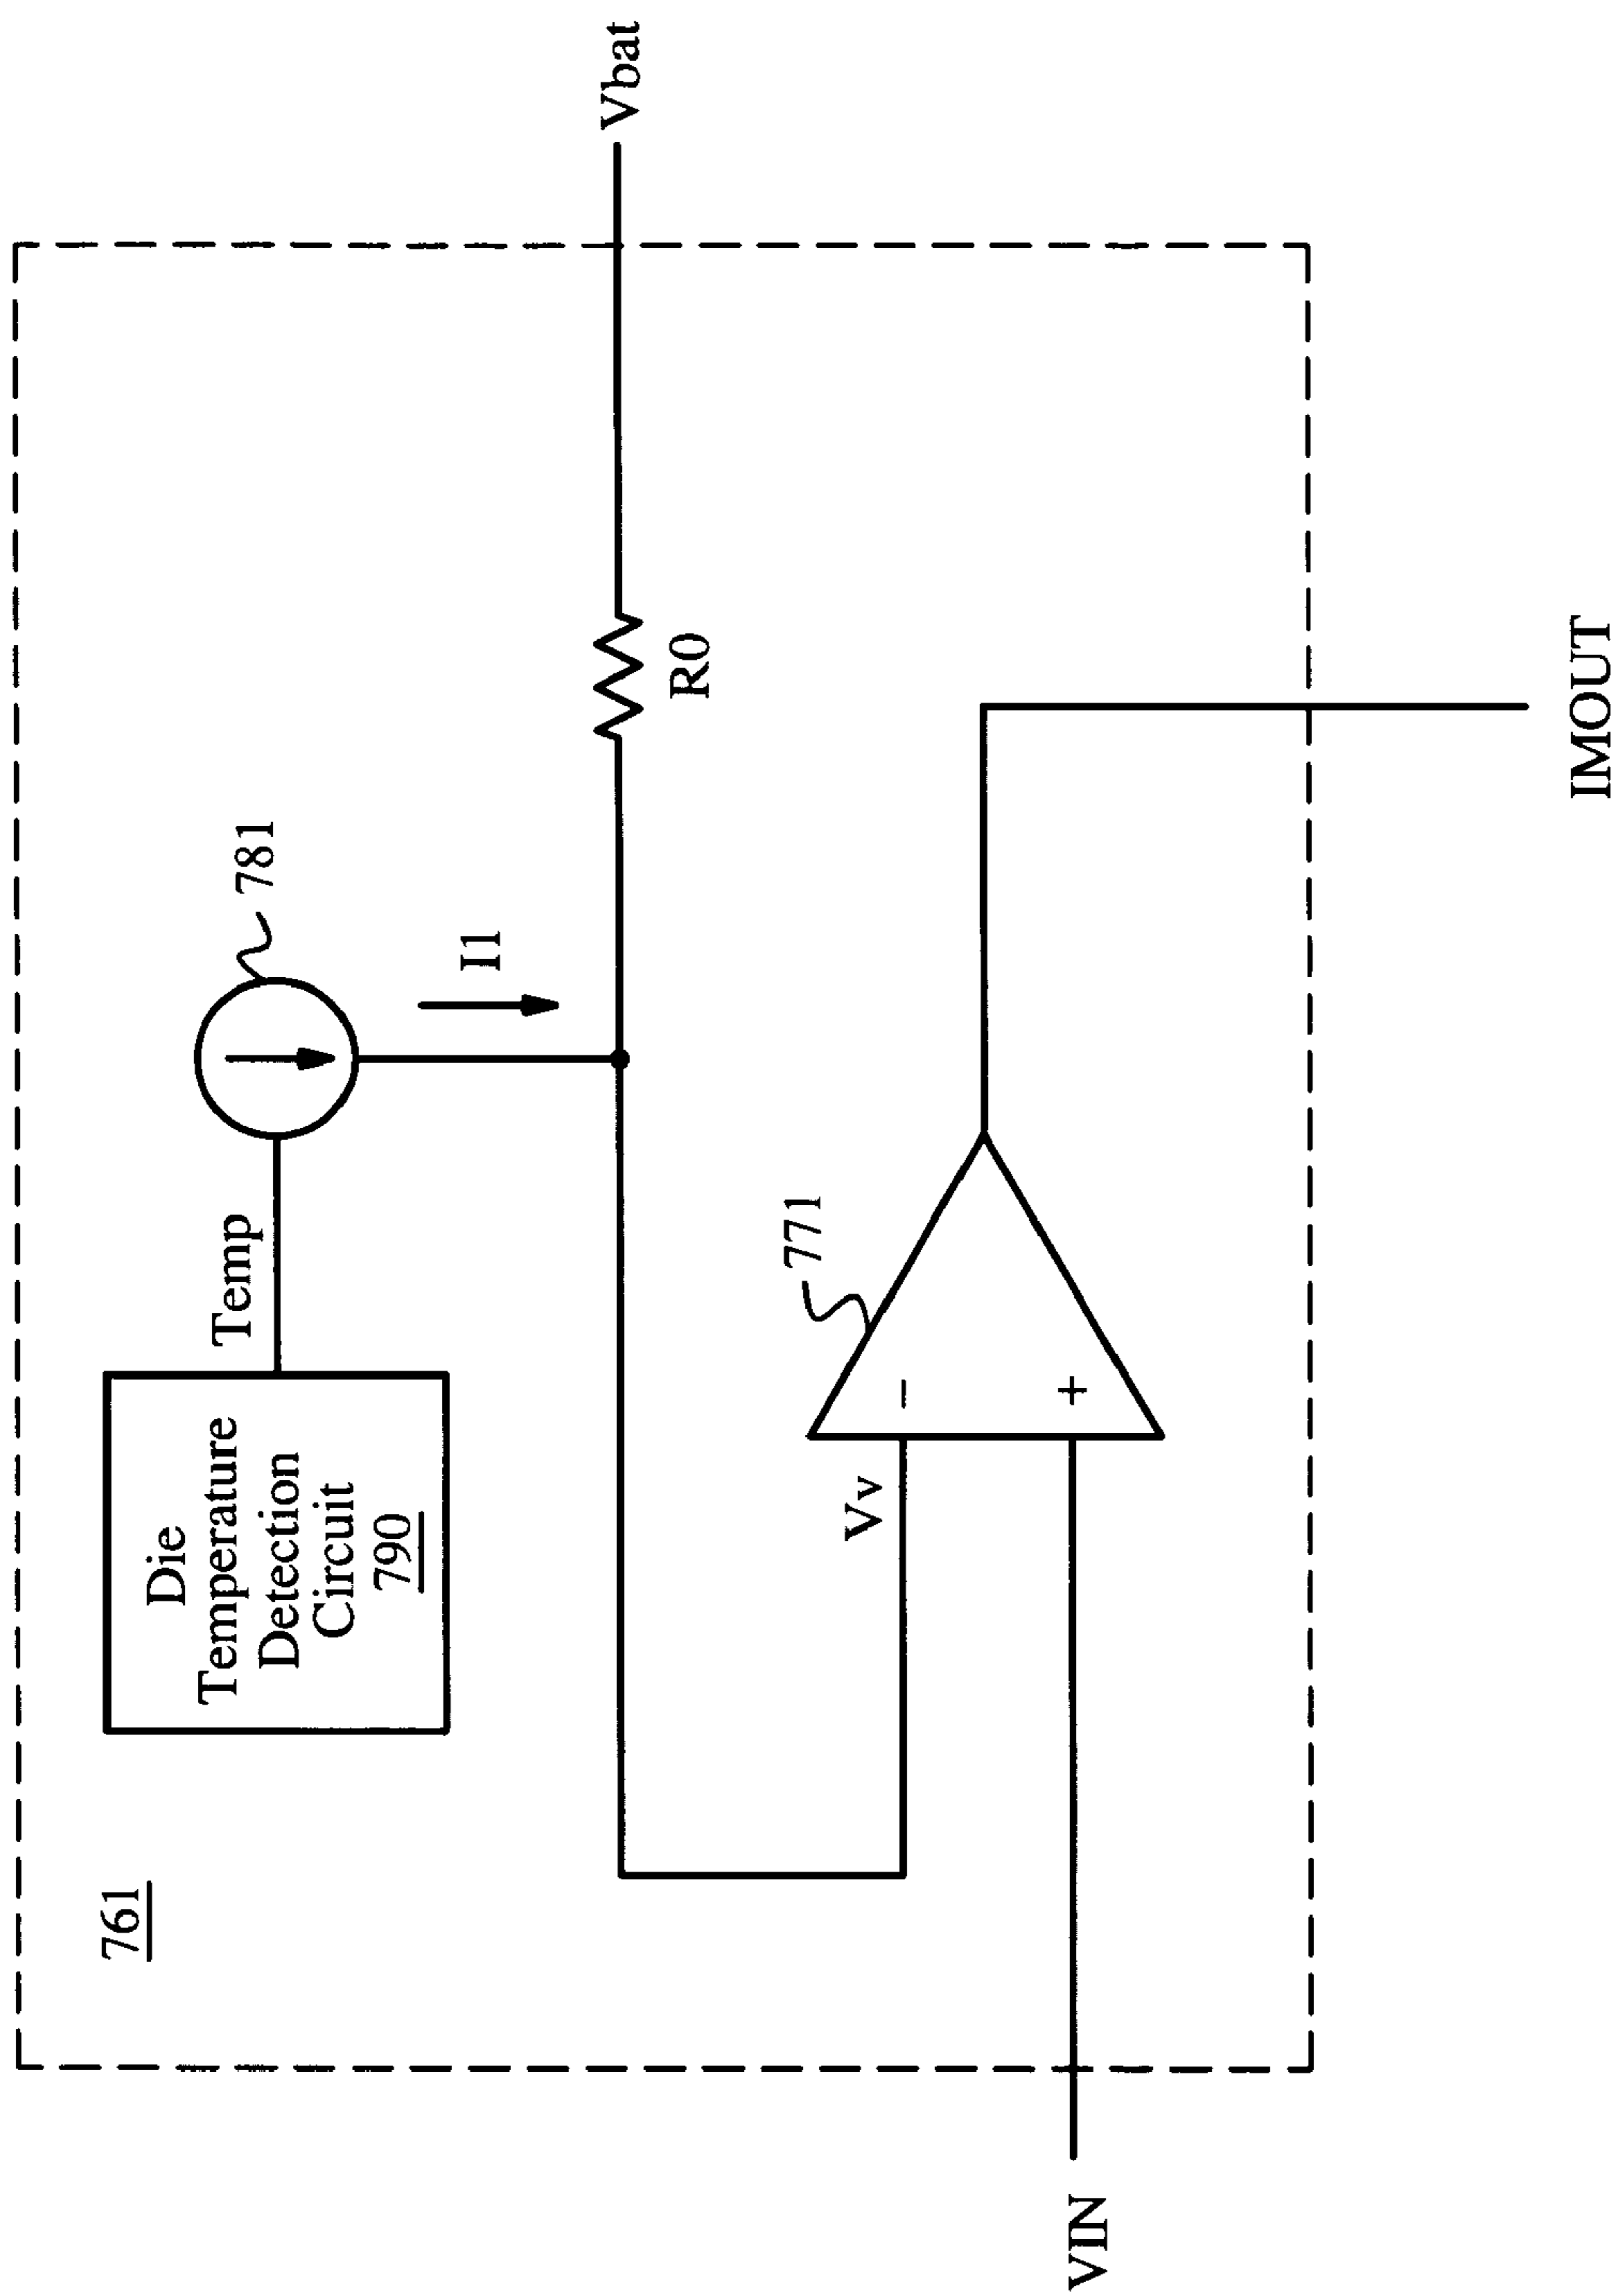 761
Die
Temperature
Detection
Circuit
790
Temp
781
I1
Vbat
R0
Vv
771
−
+
VIN
IMOUT